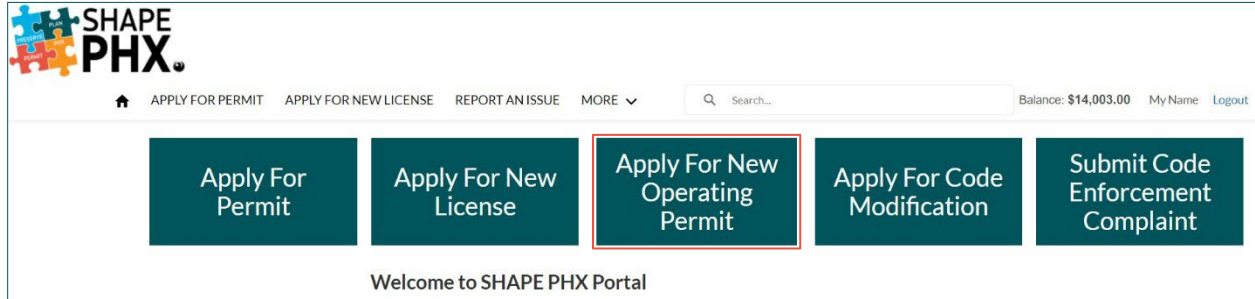 PLAN
PRESERVE
PERMIT
SHAPE
PHX
APPLY FOR PERMIT APPLY FOR NEW LICENSE REPORT AN ISSUE MORE Search... Balance: $14,003.00 My Name Logout
Apply For
Permit
Apply For New
License
Apply For New
Operating
Permit
Apply For Code
Modification
Submit Code
Enforcement
Complaint
Welcome to SHAPE PHX Portal